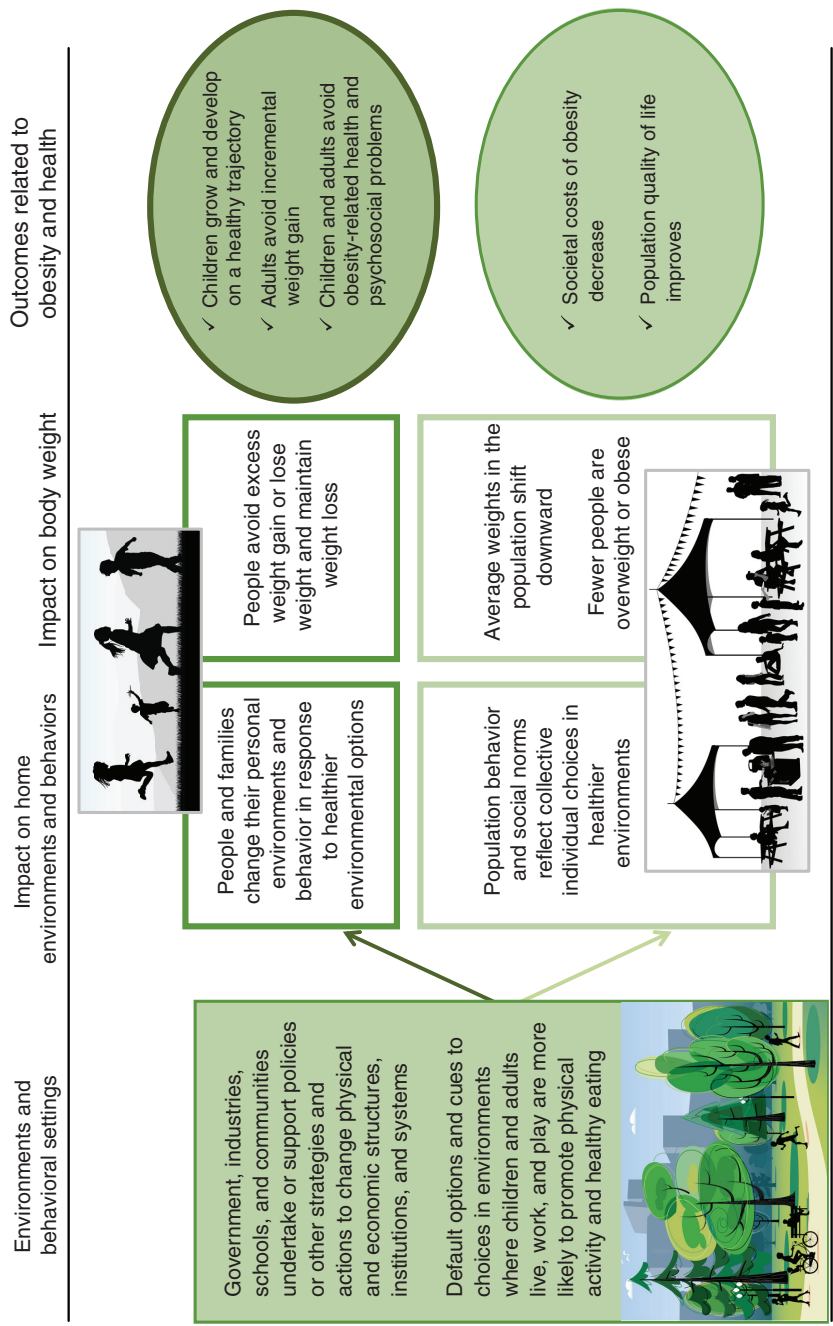 Environments and
behavioral settings
Impact on home
environments and behaviors
Impact on body weight
Outcomes related to
obesity and health
Government, industries,
schools, and communities
undertake or support policies
or other strategies and
actions to change physical
and economic structures,
institutions, and systems
Default options and cues to
choices in environments
where children and adults
live, work, and play are more
likely to promote physical
activity and healthy eating
People and families
change their personal
environments and
behavior in response
to healthier
environmental options
People avoid excess
weight gain or lose
weight and maintain
weight loss
✓ Children grow and develop
on a healthy trajectory
✓ Adults avoid incremental
weight gain
✓ Children and adults avoid
obesity-related health and
psychosocial problems
Population behavior
and social norms
reflect collective
individual choices in
healthier
environments
Average weights in the
population shift
downward
Fewer people are
overweight or obese
✓ Societal costs of obesity
decrease
✓ Population quality of life
improves